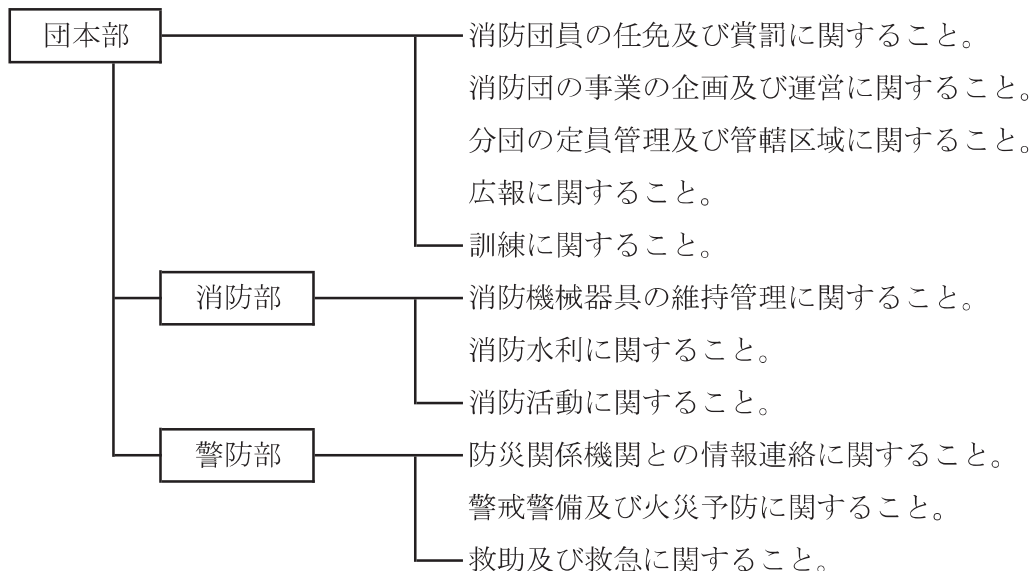 団本部
消防団員の任免及び賞罰に関すること。
消防団の事業の企画及び運営に関すること。
分団の定員管理及び管轄区域に関すること。
広報に関すること。
訓練に関すること。
消防部
消防機械器具の維持管理に関すること。
消防水利に関すること。
消防活動に関すること。
警防部
防災関係機関との情報連絡に関すること。
警戒警備及び火災予防に関すること。
救助及び救急に関すること。